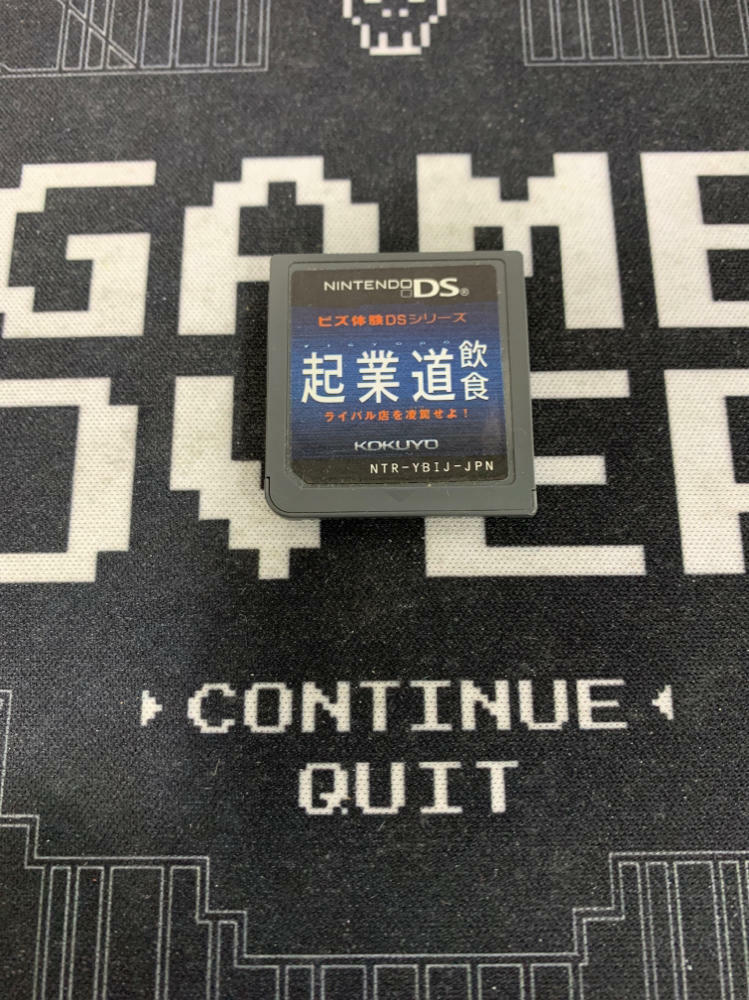 GAME
OVER
NINTENDO DS®
ビズ体験DSシリーズ
KIGYODO
起業道 飲食
ライバル店を凌駕せよ!
KOKUYO
NTR-YBIJ-JPN
CONTINUE
QUIT